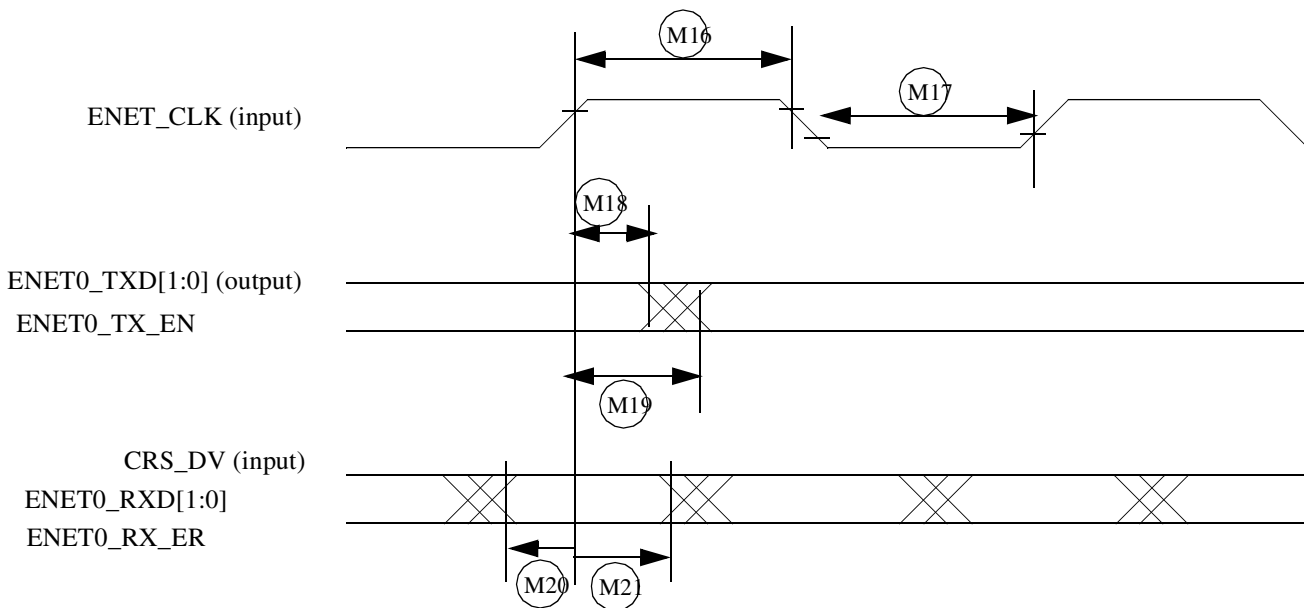 M16
ENET_CLK (input)
M17
M18
ENET0_TXD[1:0] (output)
ENET0_TX_EN
M19
CRS_DV (input)
ENET0_RXD[1:0]
ENET0_RX_ER
M20
M21